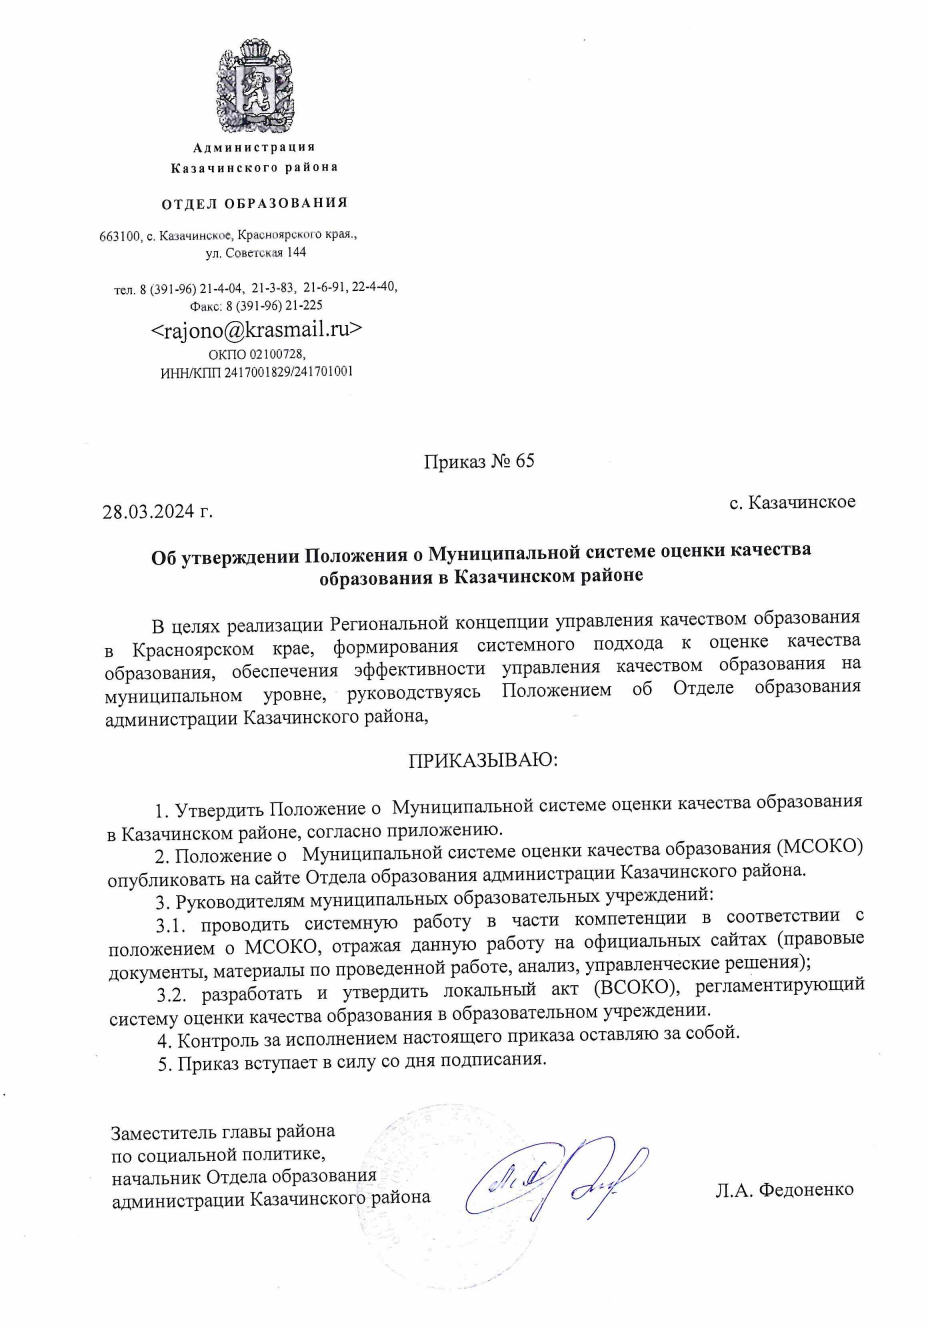 Администрация
Казачинского района
ОТДЕЛ ОБРАЗОВАНИЯ
663100, с. Казачинское, Красноярского края.,
ул. Советская 144
тел. 8 (391-96) 21-4-04, 21-3-83, 21-6-91, 22-4-40,
Факс: 8 (391-96) 21-225
<rajono@krasmail.ru>
ОКПО 02100728,
ИНН/КПП 2417001829/241701001
Приказ № 65
28.03.2024 г.
с. Казачинское
Об утверждении Положения о Муниципальной системе оценки качества
образования в Казачинском районе
В целях реализации Региональной концепции управления качеством образования
в Красноярском крае, формирования системного подхода к оценке качества
образования, обеспечения эффективности управления качеством образования на
муниципальном уровне, руководствуясь Положением об Отделе образования
администрации Казачинского района,
ПРИКАЗЫВАЮ:
1. Утвердить Положение о Муниципальной системе оценки качества образования
в Казачинском районе, согласно приложению.
2. Положение о Муниципальной системе оценки качества образования (МСОКО)
опубликовать на сайте Отдела образования администрации Казачинского района.
3. Руководителям муниципальных образовательных учреждений:
3.1. проводить системную работу в части компетенции в соответствии с
положением о МСОКО, отражая данную работу на официальных сайтах (правовые
документы, материалы по проведенной работе, анализ, управленческие решения);
3.2. разработать и утвердить локальный акт (ВСОКО), регламентирующий
систему оценки качества образования в образовательном учреждении.
4. Контроль за исполнением настоящего приказа оставляю за собой.
5. Приказ вступает в силу со дня подписания.
Заместитель главы района
по социальной политике,
начальник Отдела образования
администрации Казачинского района
Л.А. Федоненко